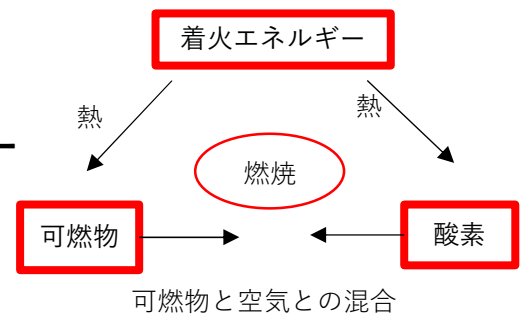 着火エネルギー
熱
熱
燃焼
可燃物
酸素
可燃物と空気との混合